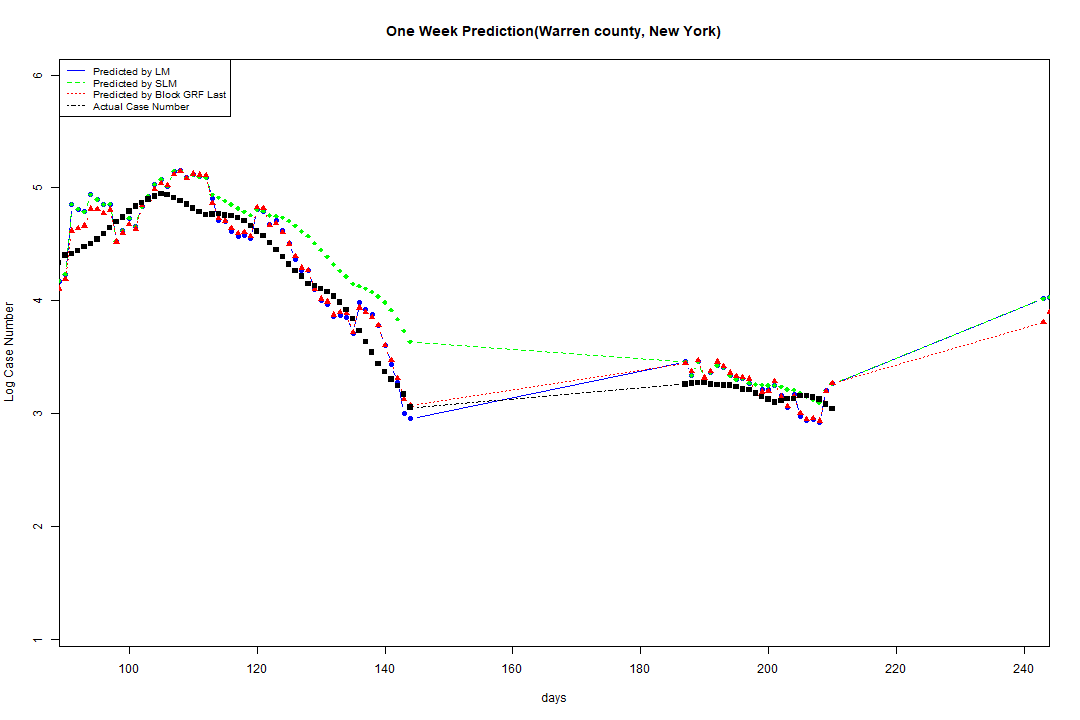 One Week Prediction(Warren county, New York)
Predicted by LM
Predicted by SLM
Predicted by Block GRF Last
Actual Case Number
6
5
4
3
2
1
Log Case Number
100 120 140 160 180 200 220 240
days